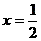 x = 1/2